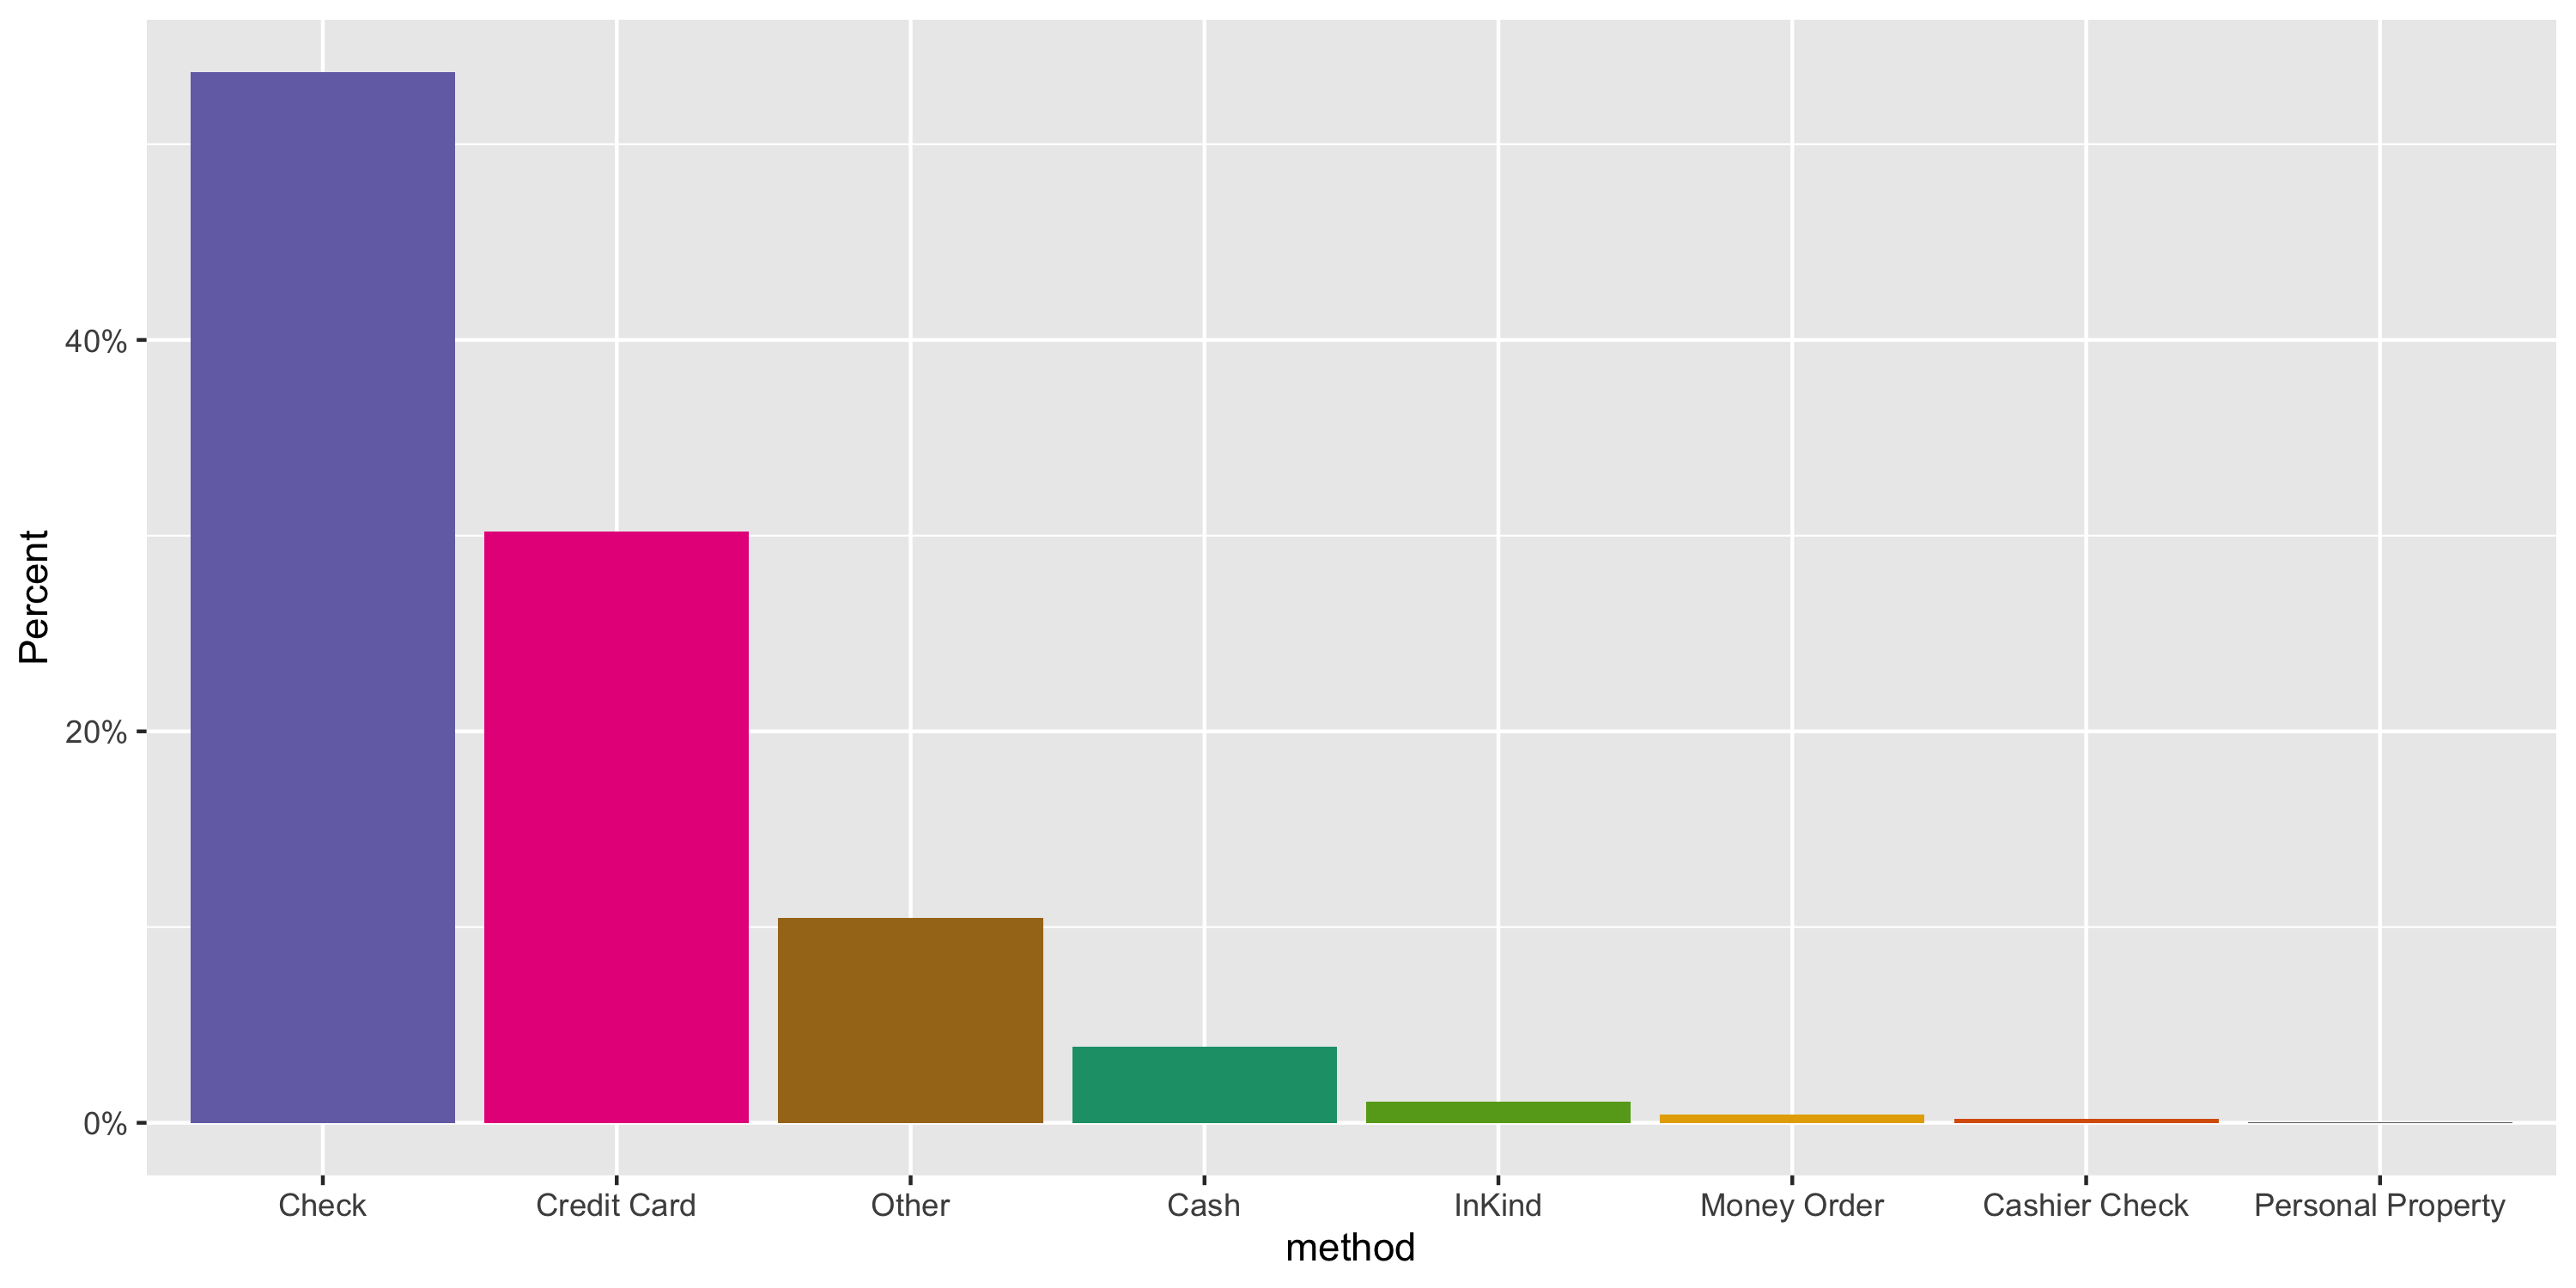 Percent
40%
20%
0%
Check Credit Card Other Cash InKind Money Order Cashier Check Personal Property
method